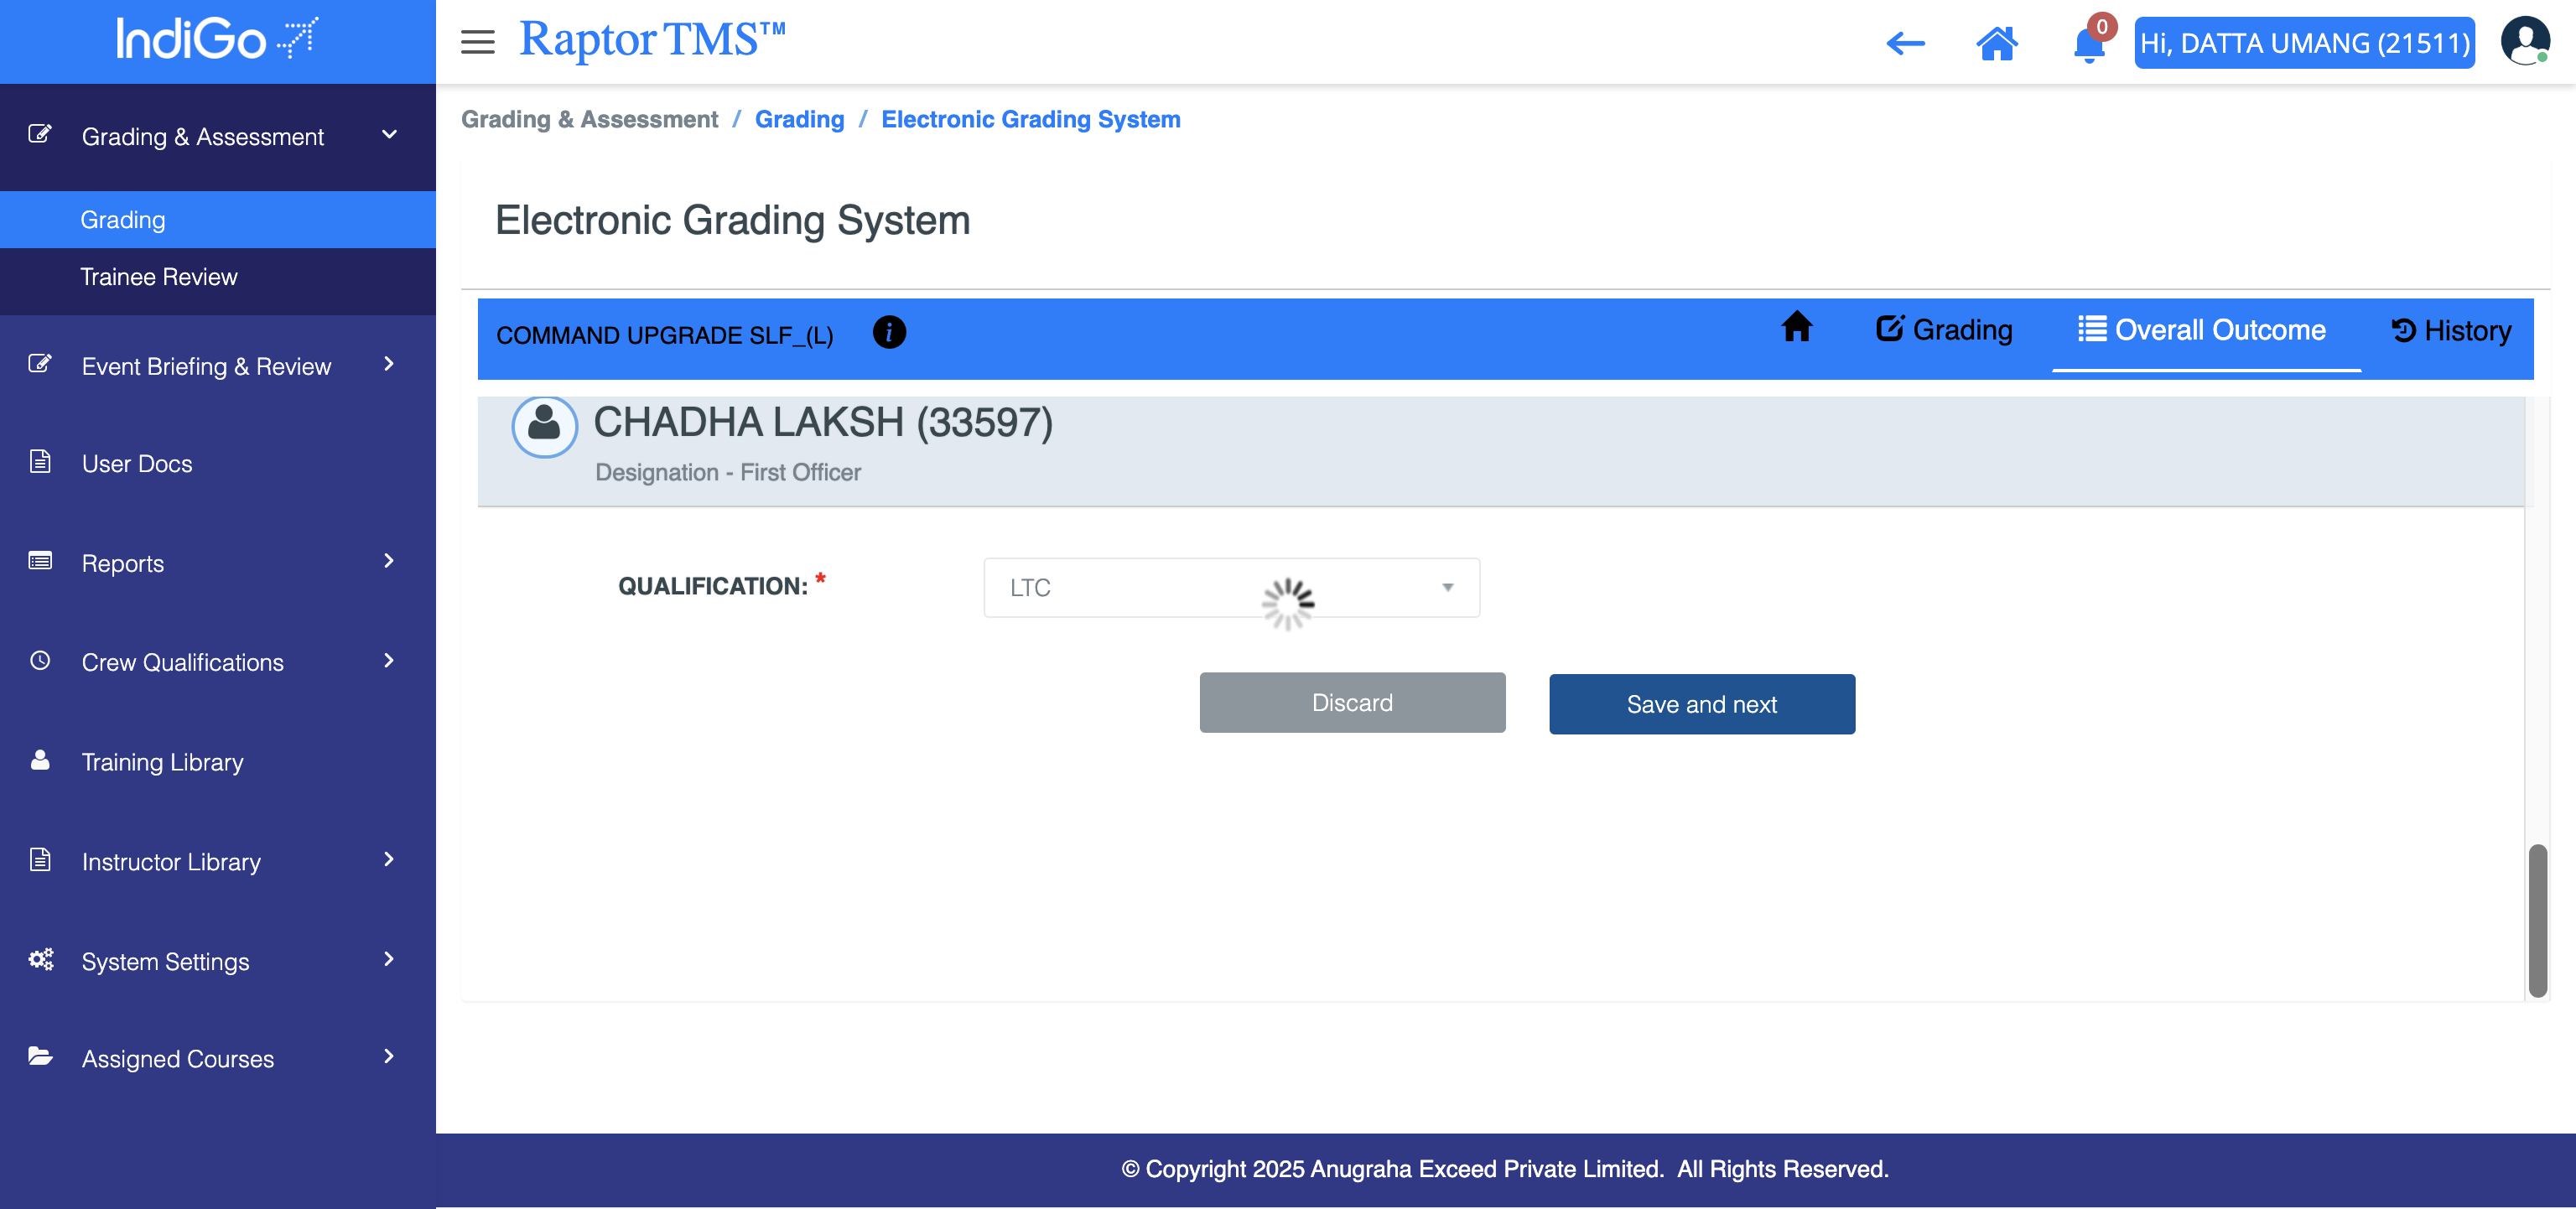 IndiGo
Raptor TMS™
0
Hi, DATTA UMANG (21511)
Grading & Assessment
Grading
Trainee Review
Event Briefing & Review
User Docs
Reports
Crew Qualifications
Training Library
Instructor Library
System Settings
Assigned Courses
Grading & Assessment / Grading / Electronic Grading System
Electronic Grading System
COMMAND UPGRADE SLF_(L) i
Grading
Overall Outcome
History
CHADHA LAKSH (33597)
Designation - First Officer
QUALIFICATION: *
LTC
Discard
Save and next
© Copyright 2025 Anugraha Exceed Private Limited. All Rights Reserved.